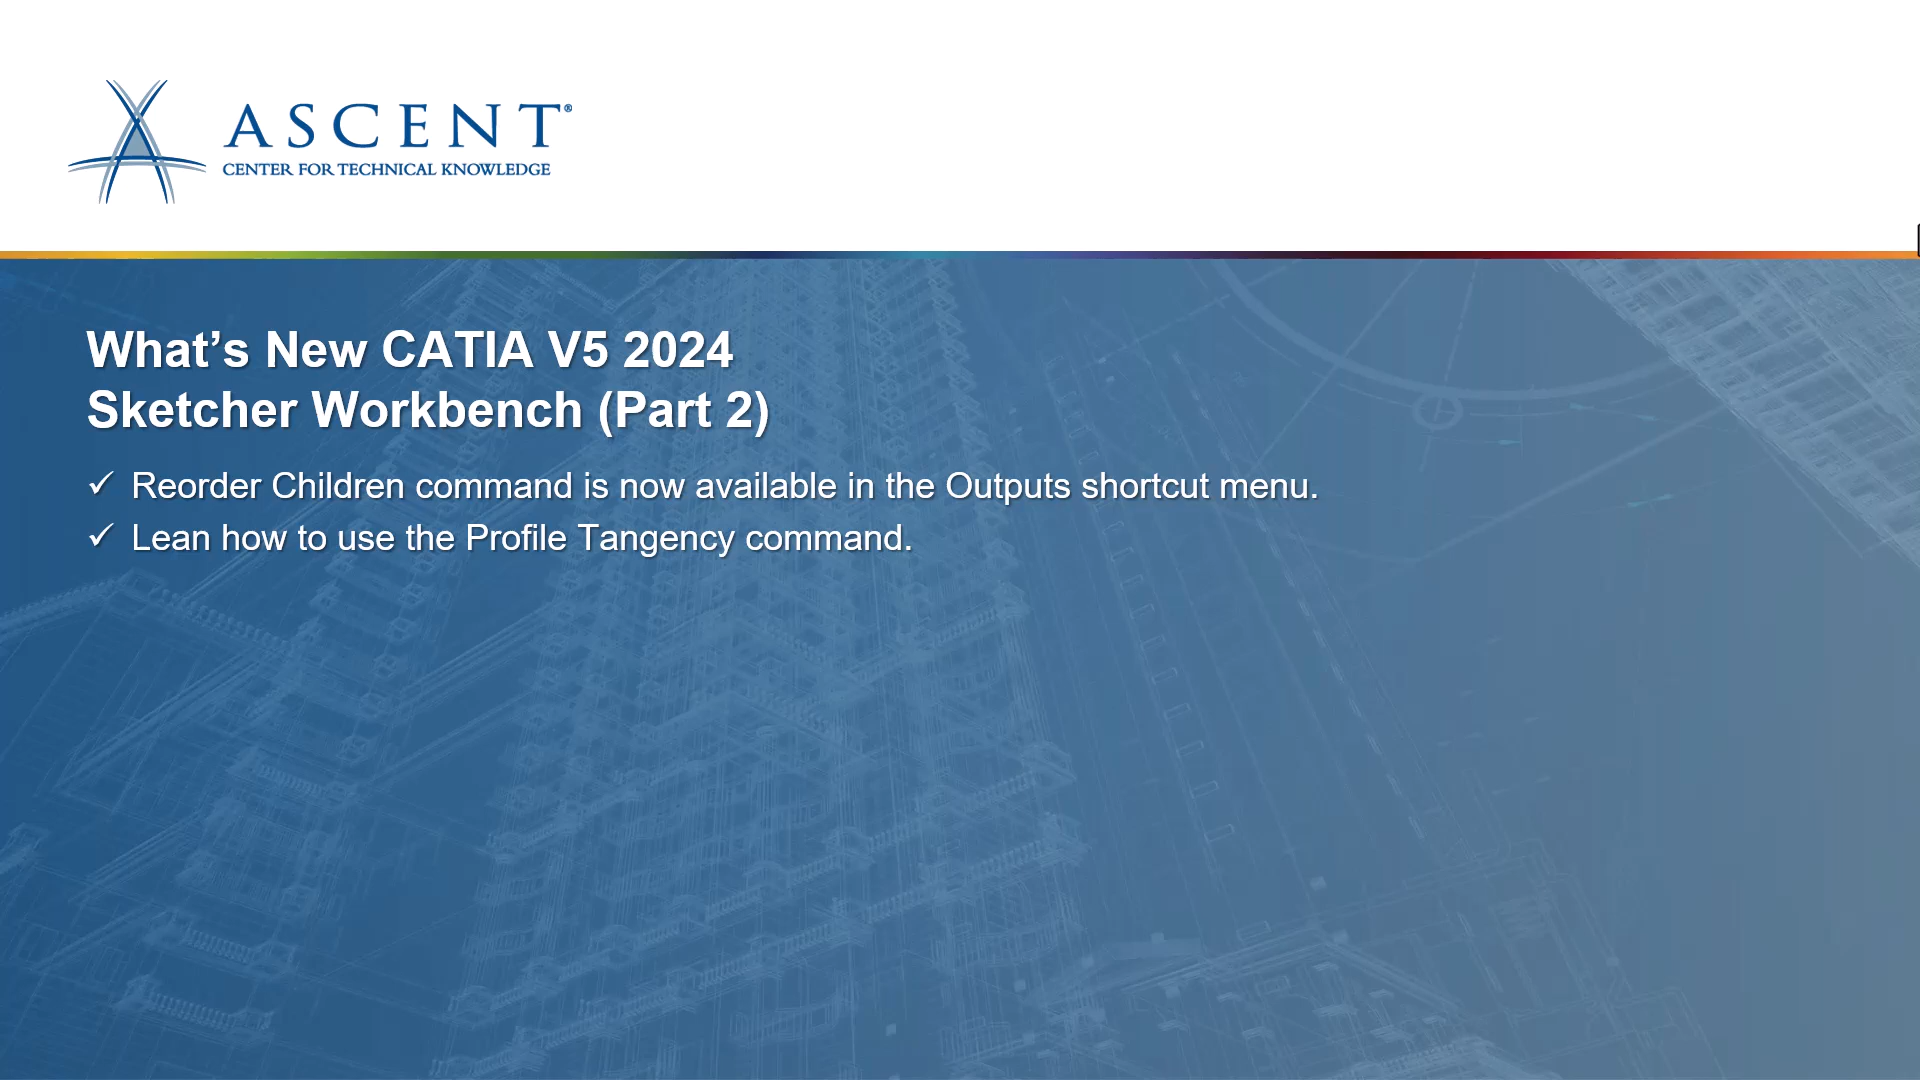 ASCENT®
CENTER FOR TECHNICAL KNOWLEDGE
What’s New CATIA V5 2024
Sketcher Workbench (Part 2)
✓ Reorder Children command is now available in the Outputs shortcut menu.
✓ Lean how to use the Profile Tangency command.